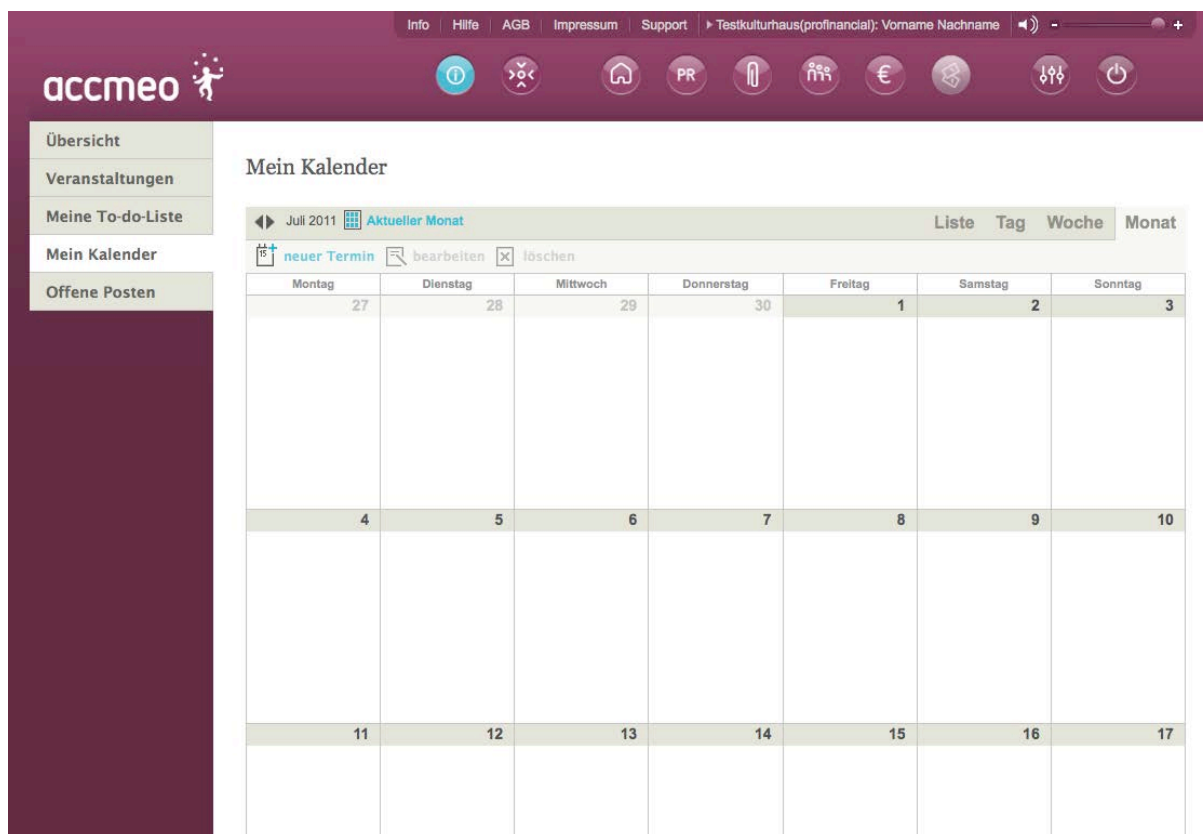 Info Hilfe AGB Impressum Support Testkulturhaus(profinancial): Vorname Nachname - +
accmeo PR €
Übersicht
Veranstaltungen
Meine To-do-Liste
Mein Kalender
Offene Posten
Mein Kalender
Juli 2011 Aktueller Monat Liste Tag Woche Monat
15 neuer Termin bearbeiten löschen
Montag Dienstag Mittwoch Donnerstag Freitag Samstag Sonntag
27 28 29 30 1 2 3
4 5 6 7 8 9 10
11 12 13 14 15 16 17